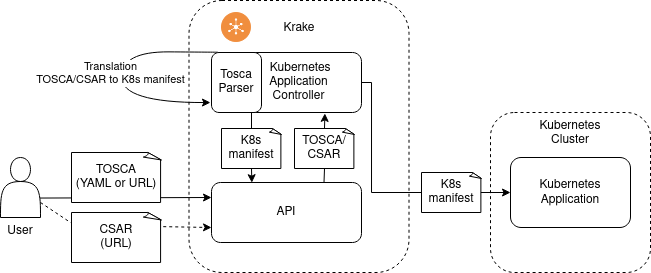 Krake
Translation
TOSCA/CSAR to K8s manifest
Tosca
Parser
Kubernetes
Application
Controller
K8s
manifest
TOSCA/
CSAR
Kubernetes
Cluster
TOSCA
(YAML or URL)
K8s
manifest
Kubernetes
Application
API
User
CSAR
(URL)